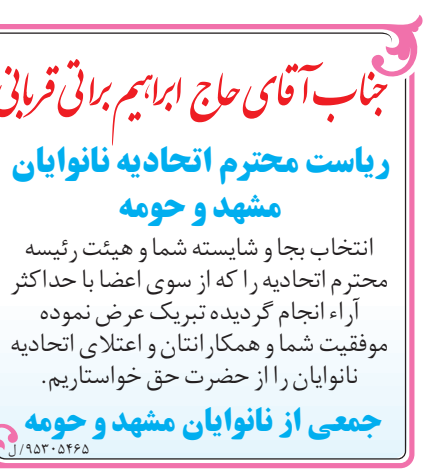 جناب آقای حاج ابراهیم براتی قربانی
ریاست محترم اتحادیه نانوایان
مشهد و حومه
انتخاب بجا و شایسته شما و هیئت رئیسه
محترم اتحادیه را که از سوی اعضا با حداکثر
آراء انجام گردیده تبریک عرض نموده
موفقیت شما و همکارانتان و اعتلای اتحادیه
نانوایان را از حضرت حق خواستاریم.
جمعی از نانوایان مشهد و حومه
۹۵۳۰۵۴۶۵/ل